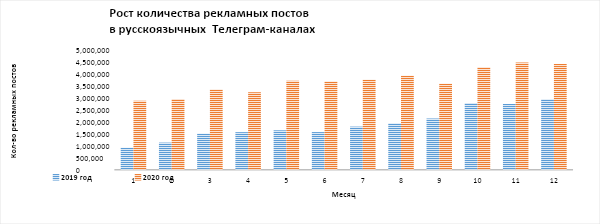 Рост количества рекламных постов
в русскоязычных Телеграм-каналах
Кол-во рекламных постов
5,000,000
4,500,000
4,000,000
3,500,000
3,000,000
2,500,000
2,000,000
1,500,000
1,000,000
500,000
0
1 2 3 4 5 6 7 8 9 10 11 12
2019 год 2020 год
Месяц